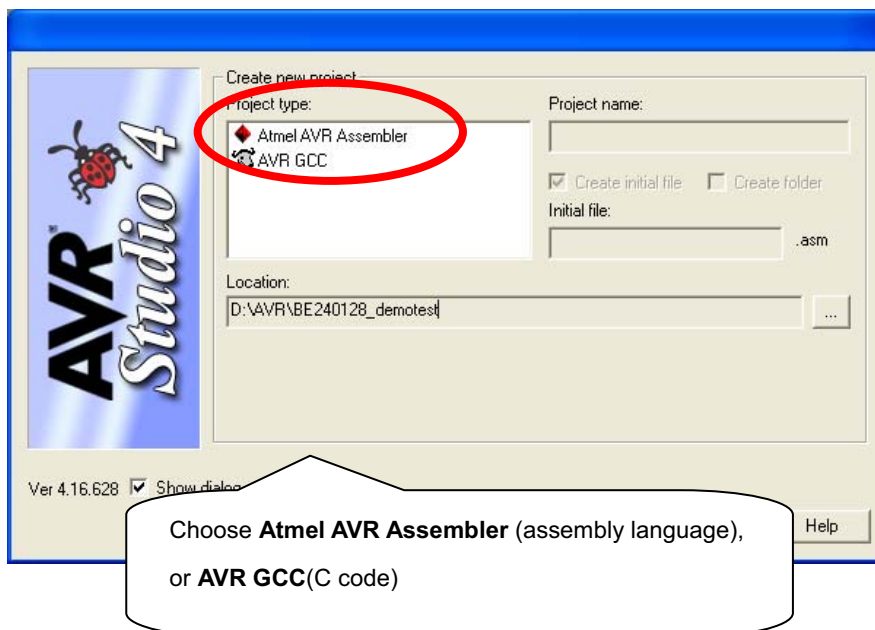 Create new project
Project type:
Atmel AVR Assembler
AVR GCC
Project name:
Create initial file
Create folder
Initial file:
.asm
Location:
D:\AVR\BE240128_demotest
...
AVR®
Studio 4
Ver 4.16.628
Show dialog
Help
Choose Atmel AVR Assembler (assembly language),
or AVR GCC(C code)